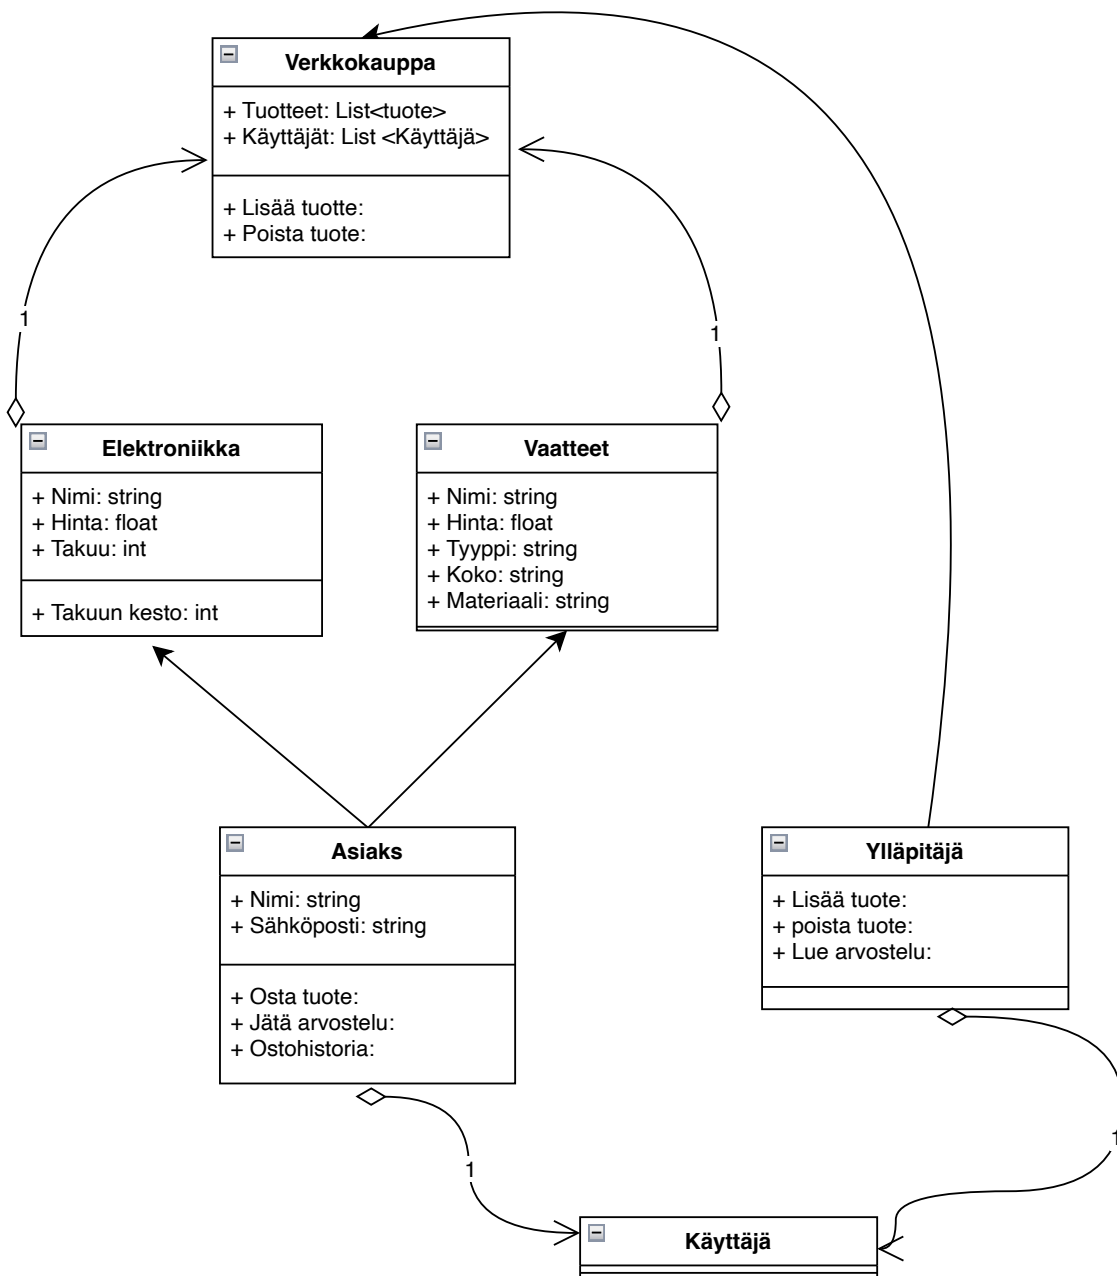 Verkkokauppa
+ Tuotteet: List<tuote>
+ Käyttäjät: List <Käyttäjä>
+ Lisää tuotte:
+ Poista tuote:
1
1
Elektroniikka
+ Nimi: string
+ Hinta: float
+ Takuu: int
+ Takuun kesto: int
Vaatteet
+ Nimi: string
+ Hinta: float
+ Tyyppi: string
+ Koko: string
+ Materiaali: string
Asiaks
+ Nimi: string
+ Sähköposti: string
+ Osta tuote:
+ Jätä arvostelu:
+ Ostohistoria:
Ylläpitäjä
+ Lisää tuote:
+ poista tuote:
+ Lue arvostelu:
1
1
Käyttäjä